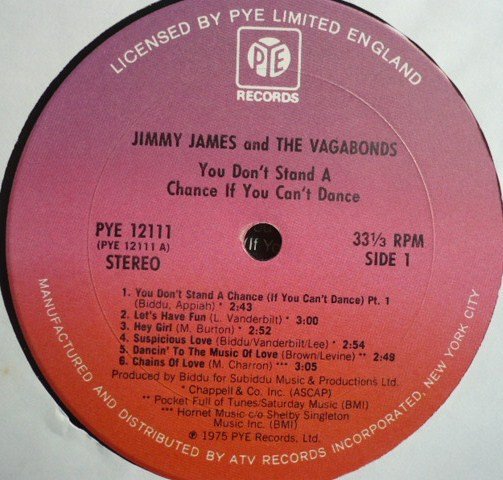 LICENSED BY PYE LIMITED ENGLAND
PYE
RECORDS
JIMMY JAMES and THE VAGABONDS
You Don't Stand A
Chance If You Can't Dance
PYE 12111
(PYE 12111 A)
STEREO
If Yo
33⅓ RPM
SIDE 1
1. You Don't Stand A Chance (If You Can't Dance) Pt. 1
(Biddu, Appiah) * 2:43
2. Let's Have Fun (L. Vanderbilt) * 3:00
3. Hey Girl (M. Burton) * 2:52
4. Suspicious Love (Biddu/Vanderbilt/Lee) * 2:54
5. Dancin' To The Music Of Love (Brown/Levine) ** 2:48
6. Chains Of Love (M. Charron) *** 3:05
Produced by Biddu for Subiddu Music & Productions Ltd.
* Chappell & Co. Inc. (ASCAP)
** Pocket Full of Tunes/Saturday Music (BMI)
*** Hornet Music c/o Shelby Singleton
Music Inc. (BMI)
℗ 1975 PYE Records, Ltd.
MANUFACTURED AND DISTRIBUTED BY ATV RECORDS INCORPORATED, NEW YORK CITY